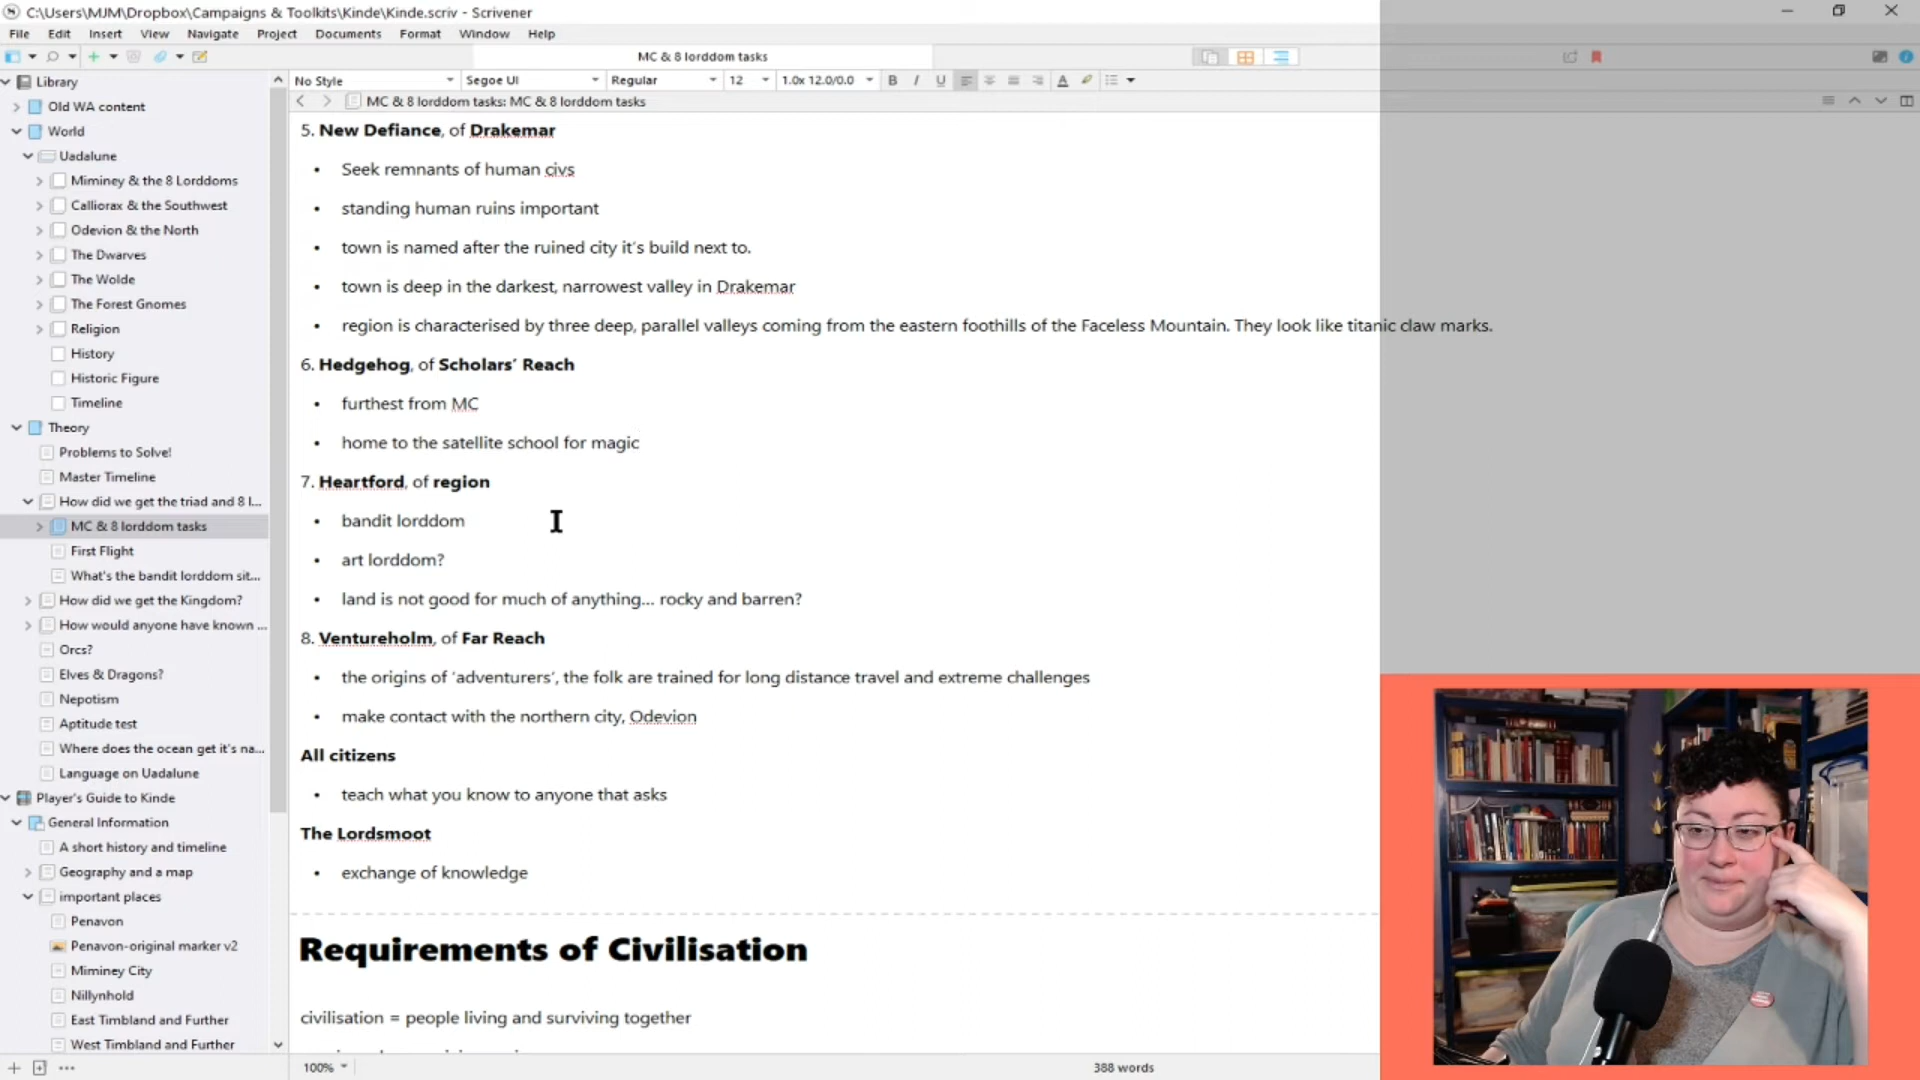 C:\Users\MJM\Dropbox\Campaigns & Toolkits\Kinde\Kinde.scriv - Scrivener
File Edit Insert View Navigate Project Documents Format Window Help
MC & 8 lorddom tasks
No Style Segoe UI Regular 12 1.0x 12.0/0.0 B I U A
MC & 8 lorddom tasks: MC & 8 lorddom tasks
Library
Old WA content
World
Uadalune
Miminey & the 8 Lorddoms
Calliorax & the Southwest
Odevion & the North
The Dwarves
The Wolde
The Forest Gnomes
Religion
History
Historic Figure
Timeline
Theory
Problems to Solve!
Master Timeline
How did we get the triad and 8 l...
MC & 8 lorddom tasks
First Flight
What's the bandit lorddom sit...
How did we get the Kingdom?
How would anyone have known ...
Orcs?
Elves & Dragons?
Nepotism
Aptitude test
Where does the ocean get it's na...
Language on Uadalune
Player's Guide to Kinde
General Information
A short history and timeline
Geography and a map
important places
Penavon
Penavon-original marker v2
Miminey City
Nillynhold
East Timbland and Further
West Timbland and Further
5. New Defiance, of Drakemar
• Seek remnants of human civs
• standing human ruins important
• town is named after the ruined city it's build next to.
• town is deep in the darkest, narrowest valley in Drakemar
• region is characterised by three deep, parallel valleys coming from the eastern foothills of the Faceless Mountain. They look like titanic claw marks.
6. Hedgehog, of Scholars' Reach
• furthest from MC
• home to the satellite school for magic
7. Heartford, of region
• bandit lorddom
• art lorddom?
• land is not good for much of anything... rocky and barren?
8. Ventureholm, of Far Reach
• the origins of 'adventurers', the folk are trained for long distance travel and extreme challenges
• make contact with the northern city, Odevion
All citizens
• teach what you know to anyone that asks
The Lordsmoot
• exchange of knowledge
Requirements of Civilisation
civilisation = people living and surviving together
100%
388 words